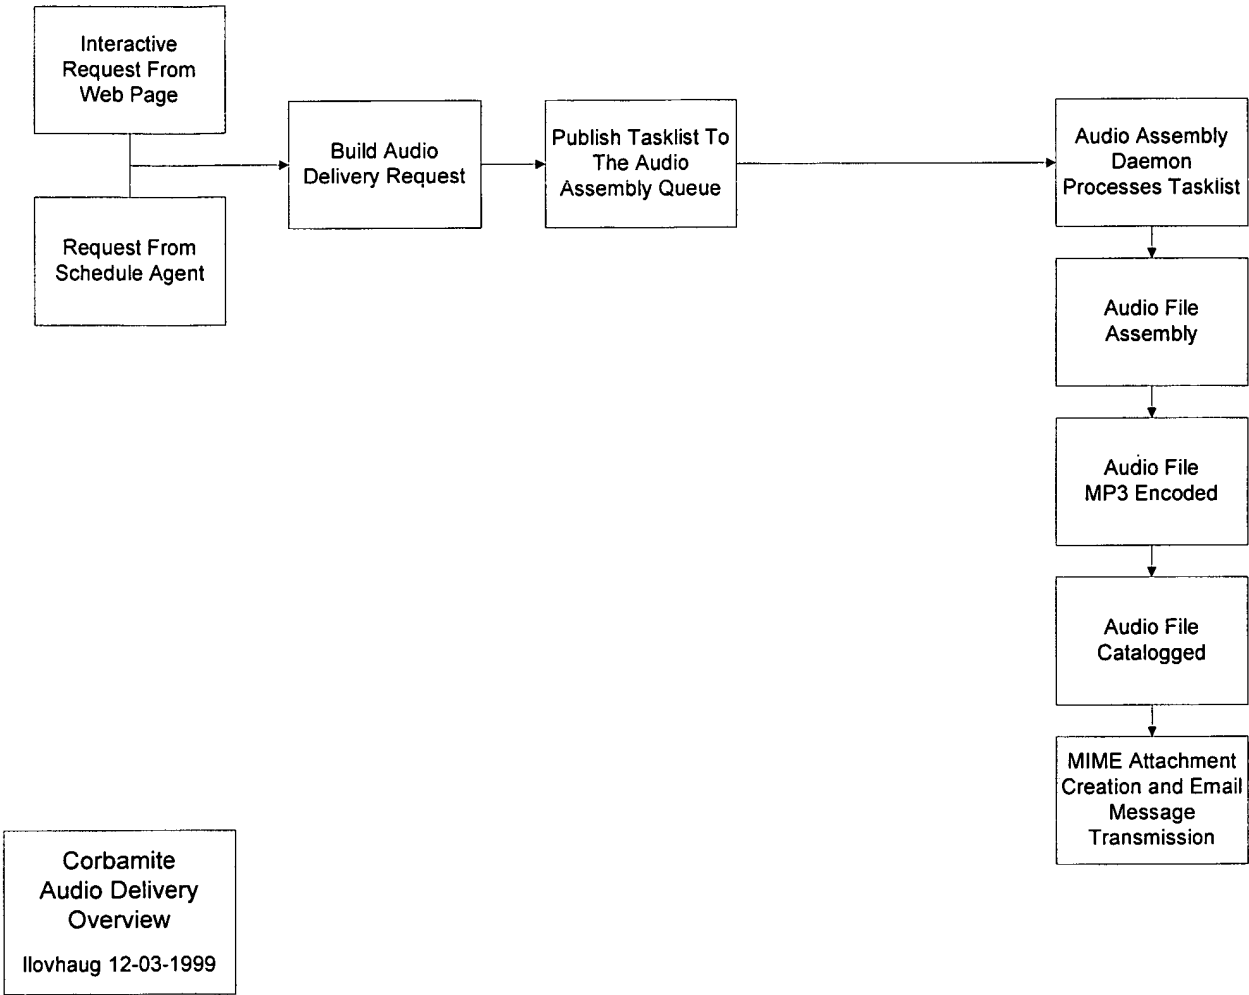 Interactive
Request From
Web Page
Request From
Schedule Agent
Build Audio
Delivery Request
Publish Tasklist To
The Audio
Assembly Queue
Audio Assembly
Daemon
Processes Tasklist
Audio File
Assembly
Audio File
MP3 Encoded
Audio File
Catalogged
MIME Attachment
Creation and Email
Message
Transmission
Corbamite
Audio Delivery
Overview
llovhaug 12-03-1999